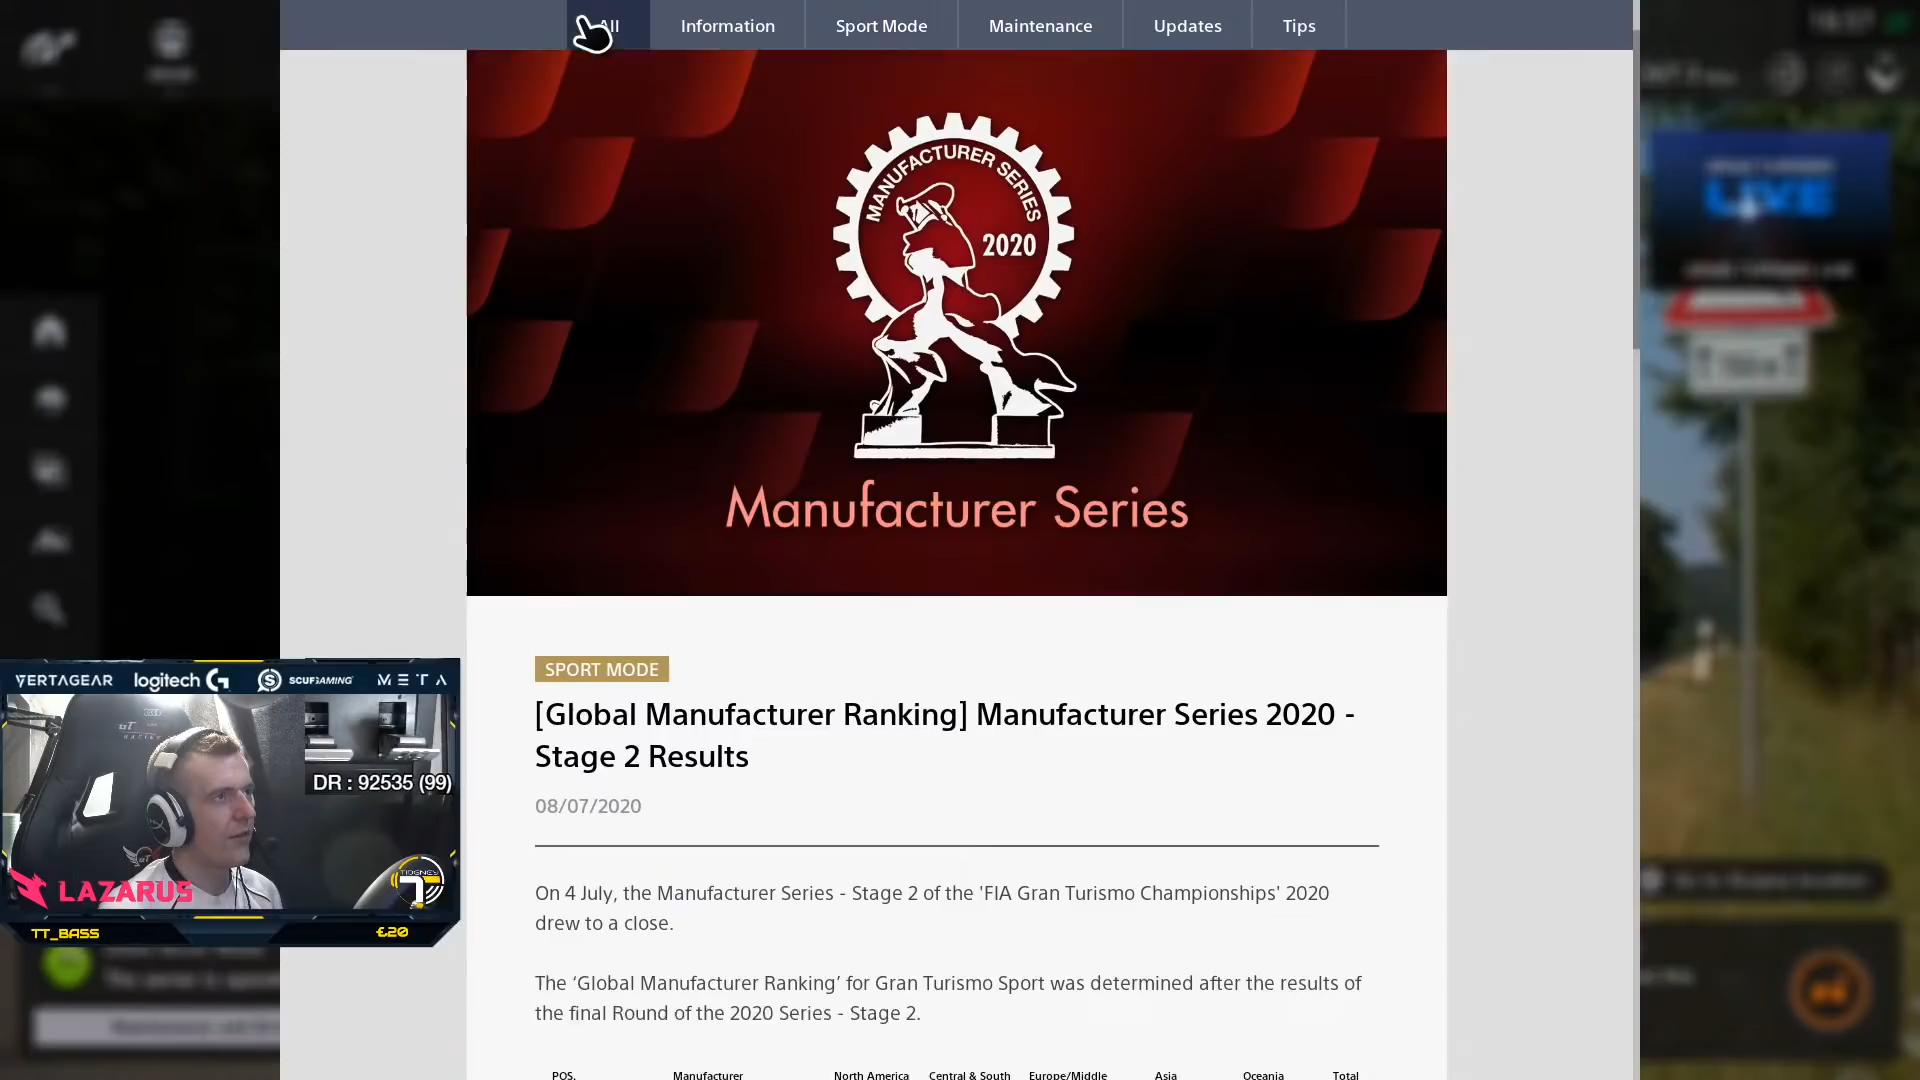 All
Information
Sport Mode
Maintenance
Updates
Tips
MANUFACTURER SERIES
2020
Manufacturer Series
SPORT MODE
[Global Manufacturer Ranking] Manufacturer Series 2020 -
Stage 2 Results
08/07/2020
On 4 July, the Manufacturer Series - Stage 2 of the 'FIA Gran Turismo Championships' 2020
drew to a close.
The ‘Global Manufacturer Ranking’ for Gran Turismo Sport was determined after the results of
the final Round of the 2020 Series - Stage 2.
POS. Manufacturer North America Central & South Europe/Middle Asia Oceania Total
VERTAGEAR logitech G SCUFGAMING META
DR : 92535 (99)
TIDGNEY
LAZARUS
TT_BASS £20
LIVE